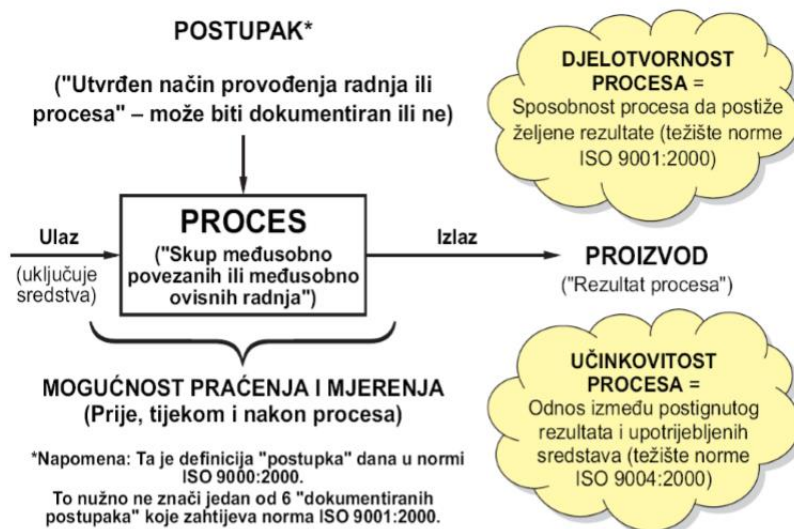 POSTUPAK*
("Utvrđen način provođenja radnja ili
procesa" – može biti dokumentiran ili ne)
DJELOTVORNOST
PROCESA =
Sposobnost procesa da postiže
željene rezultate (težište norme
ISO 9001:2000)
Ulaz
(uključuje
sredstva)
PROCES
("Skup međusobno
povezanih ili međusobno
ovisnih radnja")
Izlaz
PROIZVOD
("Rezultat procesa")
MOGUĆNOST PRAĆENJA I MJERENJA
(Prije, tijekom i nakon procesa)
UČINKOVITOST
PROCESA =
Odnos između postignutog
rezultata i upotrijebljenih
sredstava (težište norme
ISO 9004:2000)
*Napomena: Ta je definicija "postupka" dana u normi
ISO 9000:2000.
To nužno ne znači jedan od 6 "dokumentiranih
postupaka" koje zahtijeva norma ISO 9001:2000.